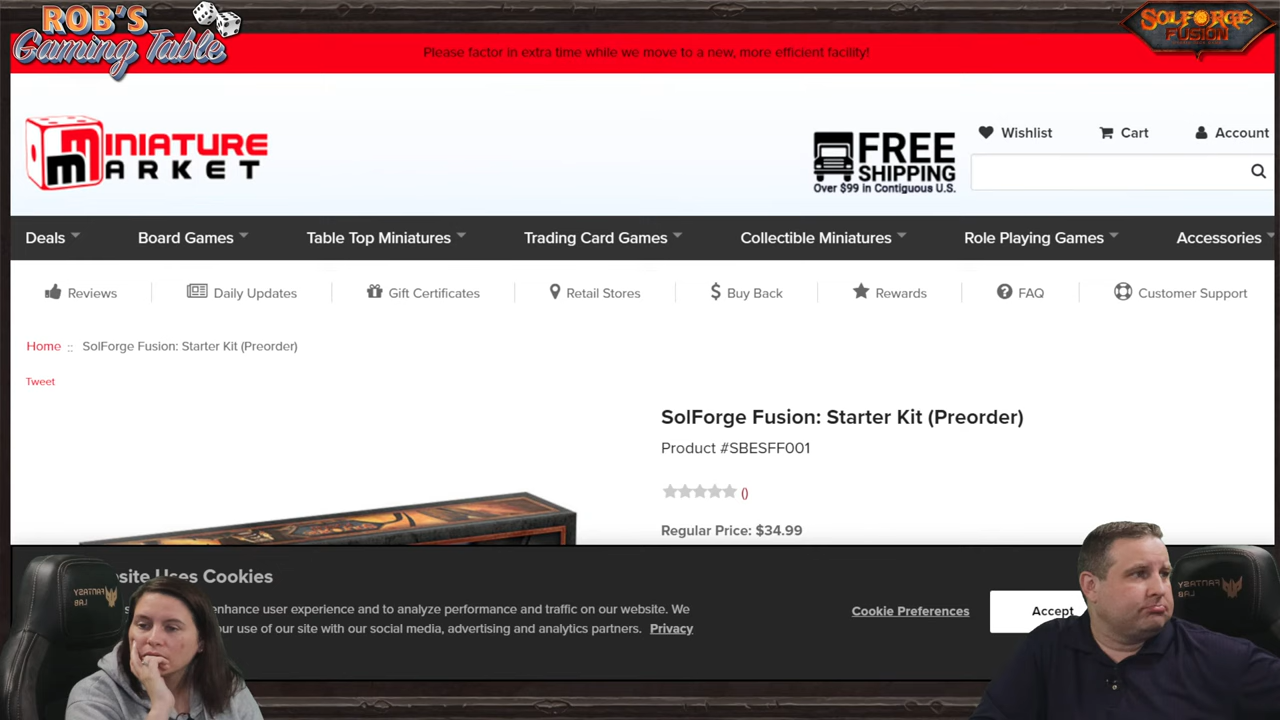 ROB'S
Gaming Table
SOLFORGE
FUSION
Please factor in extra time while we move to a new, more efficient facility!
MINIATURE
MARKET
FREE
SHIPPING
Over $99 in Contiguous U.S.
Wishlist
Cart
Account
Deals
Board Games
Table Top Miniatures
Trading Card Games
Collectible Miniatures
Role Playing Games
Accessories
Reviews
Daily Updates
Gift Certificates
Retail Stores
Buy Back
Rewards
FAQ
Customer Support
Home :: SolForge Fusion: Starter Kit (Preorder)
Tweet
SolForge Fusion: Starter Kit (Preorder)
Product #SBESFF001
()
Regular Price: $34.99
site Uses Cookies
enhance user experience and to analyze performance and traffic on our website. We
our use of our site with our social media, advertising and analytics partners. Privacy
Cookie Preferences
Accept
FANTASY
LAB
FANTASY
LAB